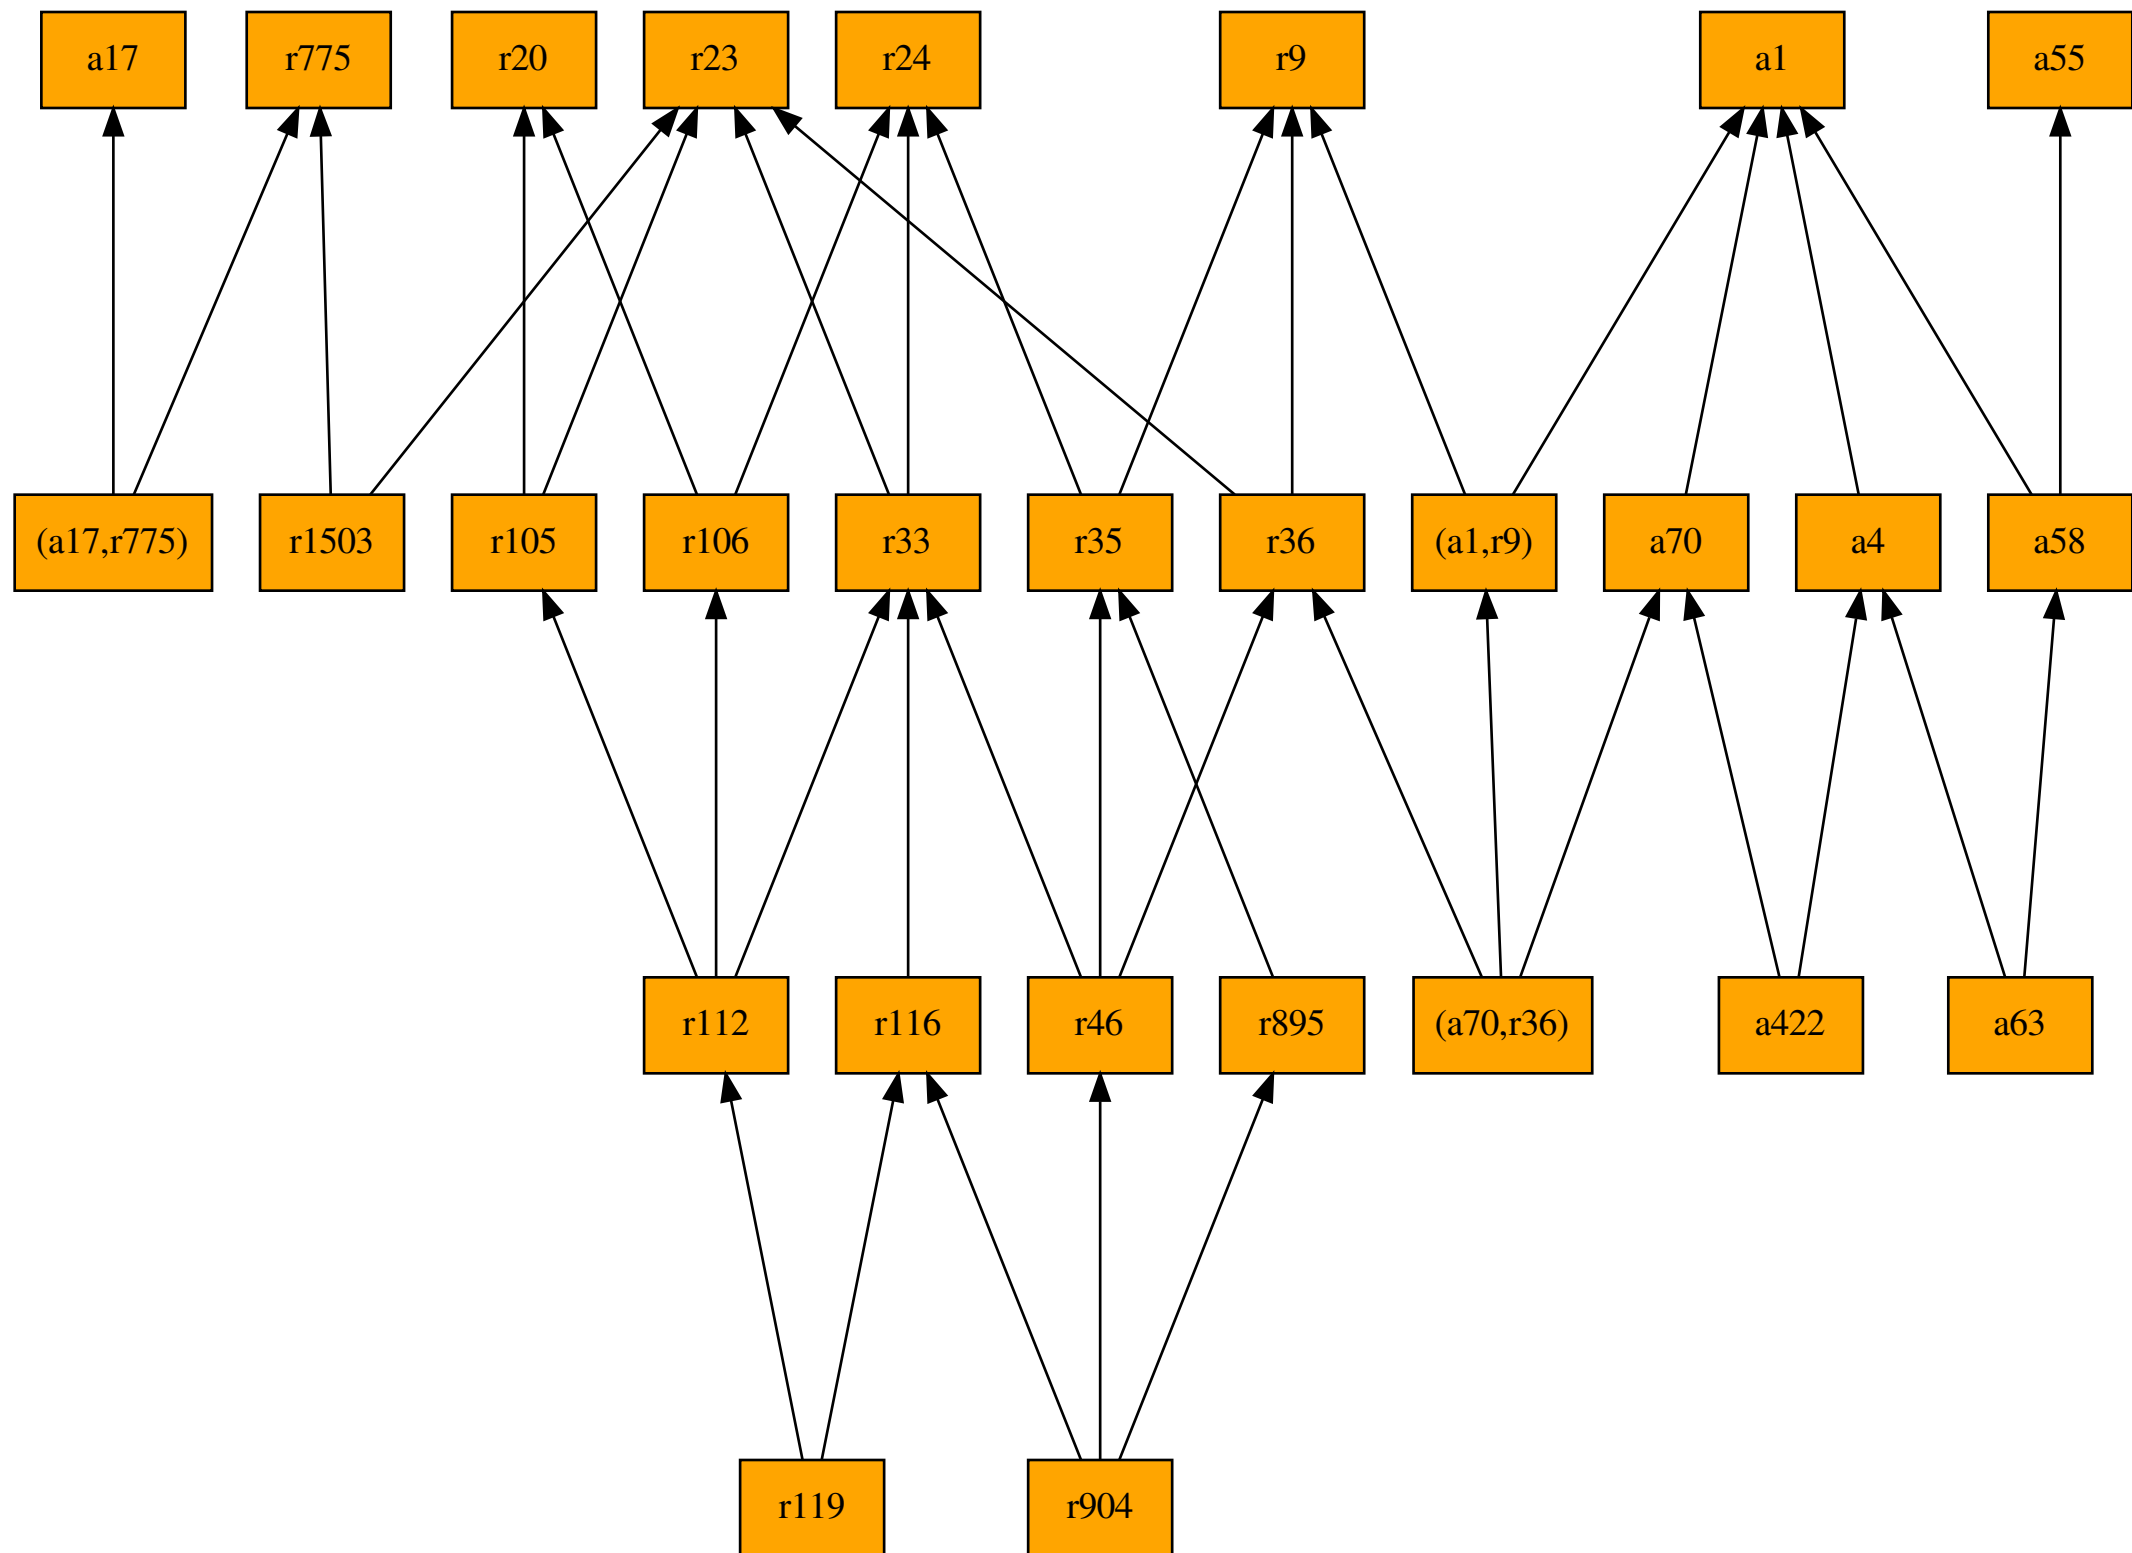 a17
r775
r20
r23
r24
r9
a1
a55
(a17,r775)
r1503
r105
r106
r33
r35
r36
(a1,r9)
a70
a4
a58
r112
r116
r46
r895
(a70,r36)
a422
a63
r119
r904